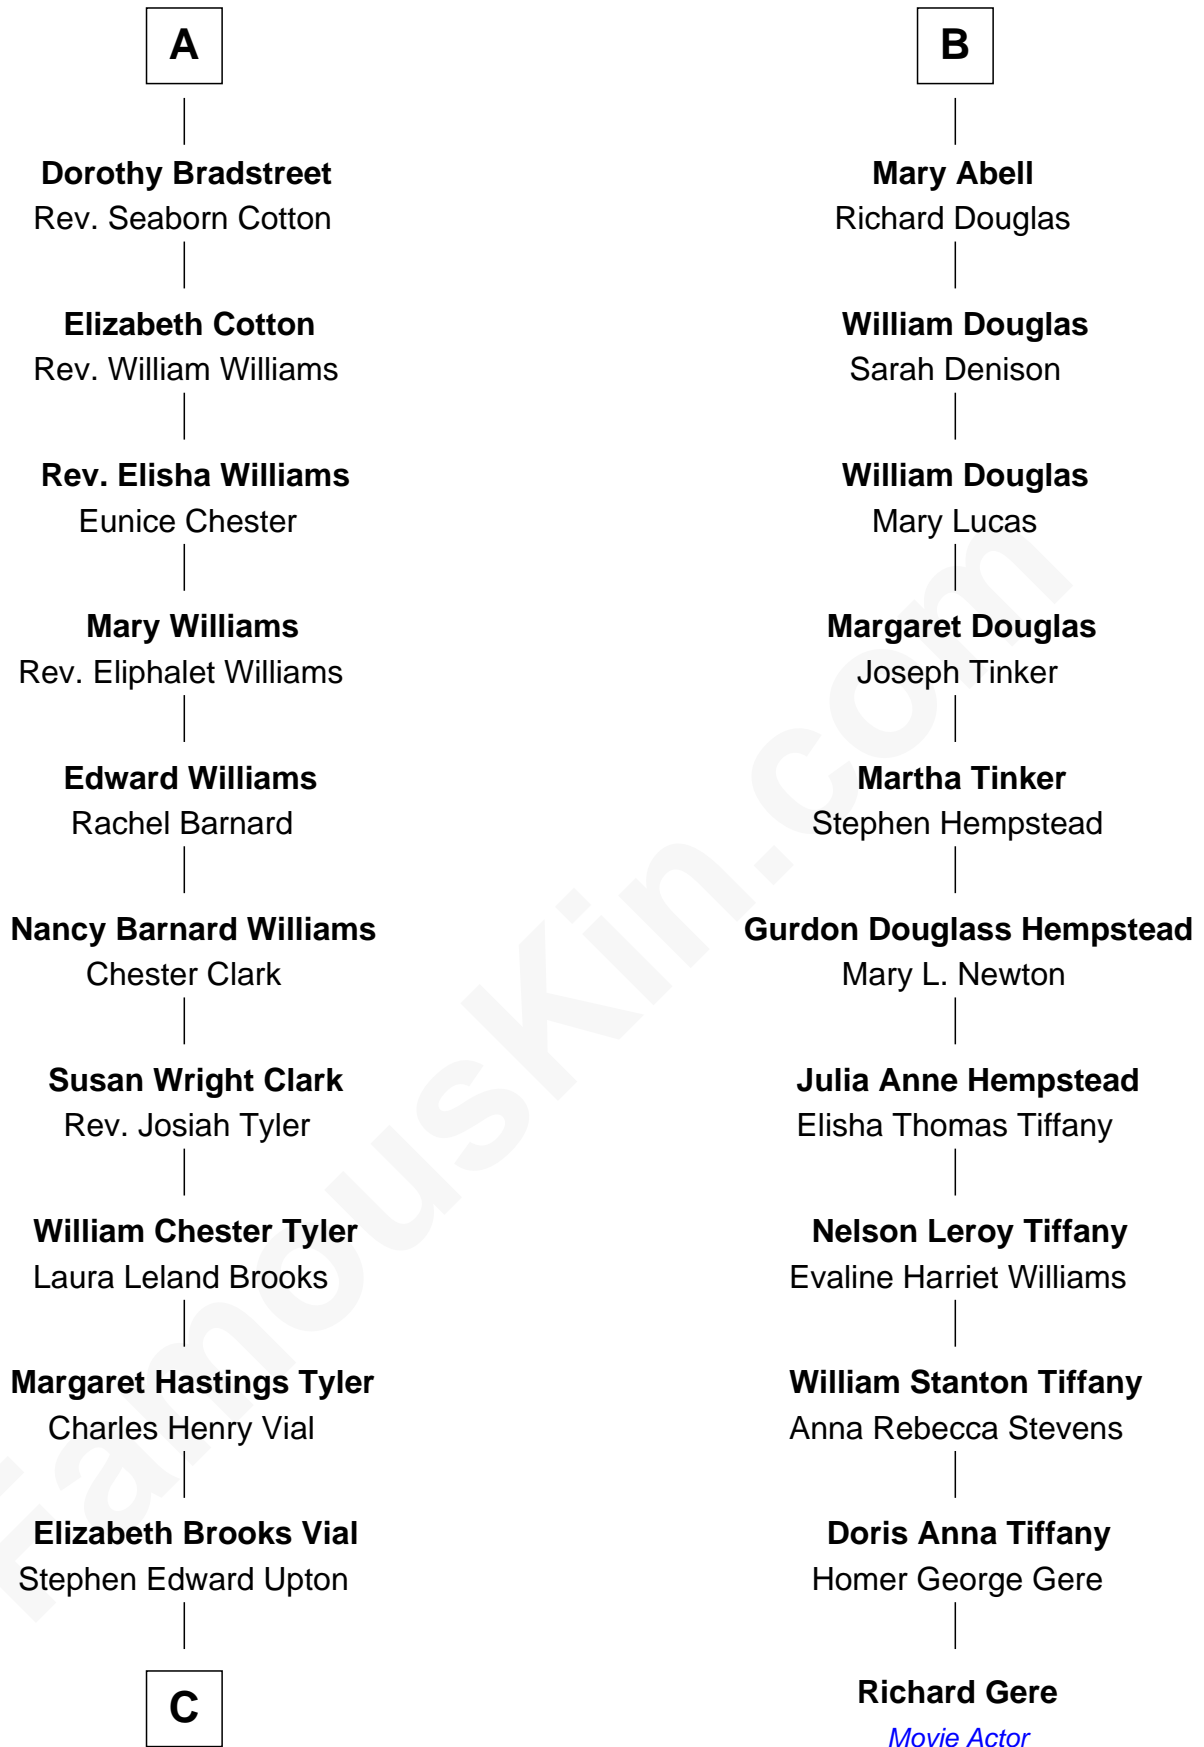 A
Dorothy Bradstreet
Rev. Seaborn Cotton
Elizabeth Cotton
Rev. William Williams
Rev. Elisha Williams
Eunice Chester
Mary Williams
Rev. Eliphalet Williams
Edward Williams
Rachel Barnard
Nancy Barnard Williams
Chester Clark
Susan Wright Clark
Rev. Josiah Tyler
William Chester Tyler
Laura Leland Brooks
Margaret Hastings Tyler
Charles Henry Vial
Elizabeth Brooks Vial
Stephen Edward Upton
C
B
Mary Abell
Richard Douglas
William Douglas
Sarah Denison
William Douglas
Mary Lucas
Margaret Douglas
Joseph Tinker
Martha Tinker
Stephen Hempstead
Gurdon Douglass Hempstead
Mary L. Newton
Julia Anne Hempstead
Elisha Thomas Tiffany
Nelson Leroy Tiffany
Evaline Harriet Williams
William Stanton Tiffany
Anna Rebecca Stevens
Doris Anna Tiffany
Homer George Gere
Richard Gere
Movie Actor
FamousKin.com